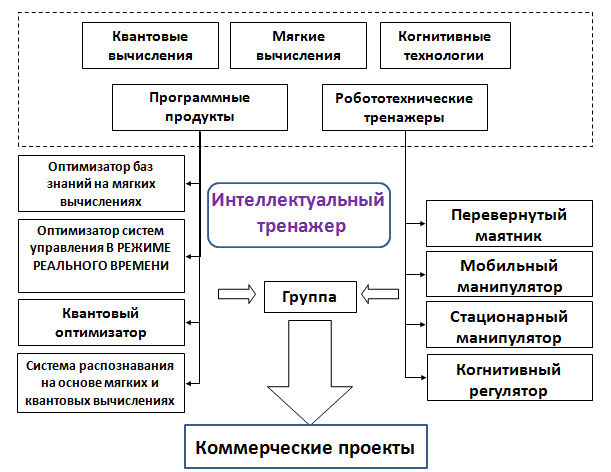 Квантовые
вычисления
Мягкие
вычисления
Когнитивные
технологии
Программные
продукты
Робототехнические
тренажеры
Оптимизатор баз
знаний на мягких
вычислениях
Оптимизатор систем
управления В РЕЖИМЕ
РЕАЛЬНОГО ВРЕМЕНИ
Квантовый
оптимизатор
Система распознавания
на основе мягких и
квантовых вычислениях
Интеллектуальный
тренажер
Группа
Перевернутый
маятник
Мобильный
манипулятор
Стационарный
манипулятор
Когнитивный
регулятор
Коммерческие проекты